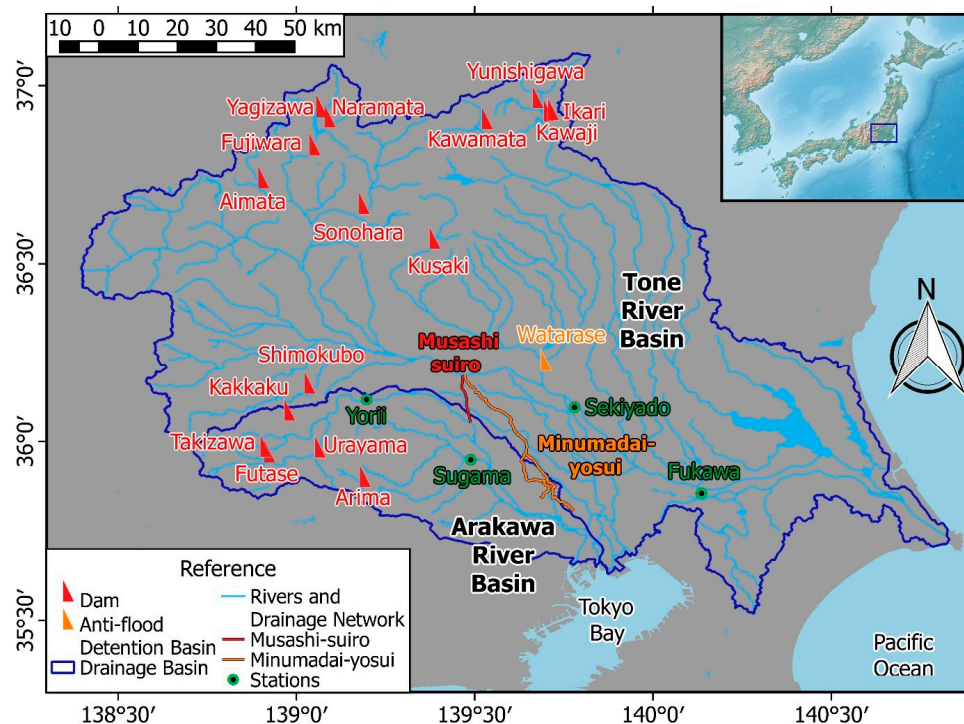 10 0 10 20 30 40 50 km
37°0'
36°30'
36°0'
35°30'
138°30'
139°0'
139°30'
140°0'
140°30'
Yunishigawa
Yagizawa
Naramata
Ikari
Kawamata
Kawaji
Fujiwara
Aimata
Sonohara
Kusaki
Tone
River
Basin
N
Watarase
Musashi
suiro
Shimokubo
Kakkaku
Yorii
Sekiyado
Takizawa
Urayama
Minumadai-
yosui
Futase
Sugama
Fukawa
Arima
Arakawa
River
Basin
Tokyo
Bay
Pacific
Ocean
Reference
Dam
Anti-flood
Detention Basin
Drainage Basin
Rivers and
Drainage Network
Musashi-suiro
Minumadai-yosui
Stations